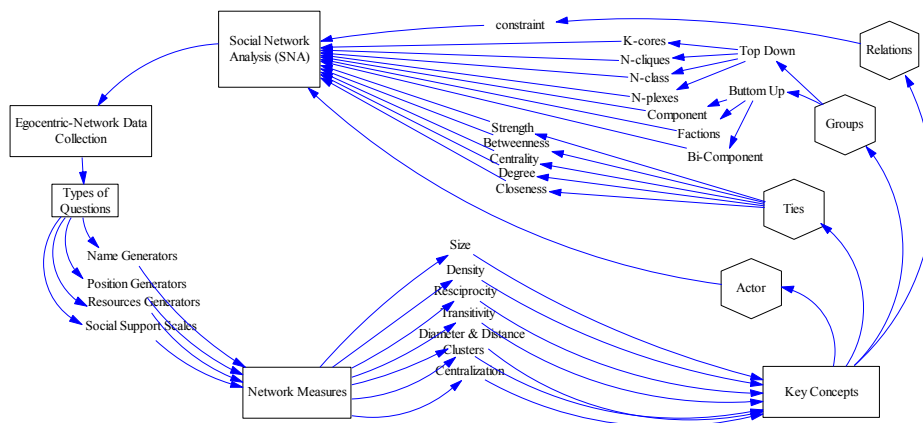 Social Network
Analysis (SNA)
constraint
Relations
K-cores
N-cliques
N-class
N-plexes
Top Down
Buttom Up
Component
Factions
Bi-Component
Groups
Egocentric-Network Data
Collection
Strength
Betweenness
Centrality
Degree
Closeness
Ties
Types of
Questions
Name Generators
Position Generators
Resources Generators
Social Support Scales
Size
Density
Resciprocity
Transitivity
Diameter & Distance
Clusters
Centralization
Actor
Network Measures
Key Concepts